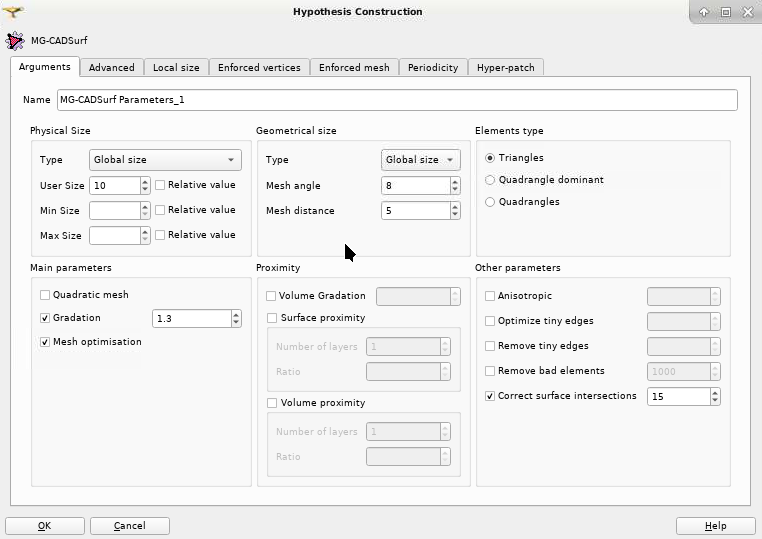 Hypothesis Construction
MG-CADSurf
Arguments Advanced Local size Enforced vertices Enforced mesh Periodicity Hyper-patch
Name MG-CADSurf Parameters_1
Physical Size
Type Global size
User Size 10 Relative value
Min Size Relative value
Max Size Relative value
Geometrical size
Type Global size
Mesh angle 8
Mesh distance 5
Elements type
Triangles
Quadrangle dominant
Quadrangles
Main parameters
Quadratic mesh
Gradation 1.3
Mesh optimisation
Proximity
Volume Gradation
Surface proximity
Number of layers 1
Ratio
Volume proximity
Number of layers 1
Ratio
Other parameters
Anisotropic
Optimize tiny edges
Remove tiny edges
Remove bad elements 1000
Correct surface intersections 15
OK Cancel Help